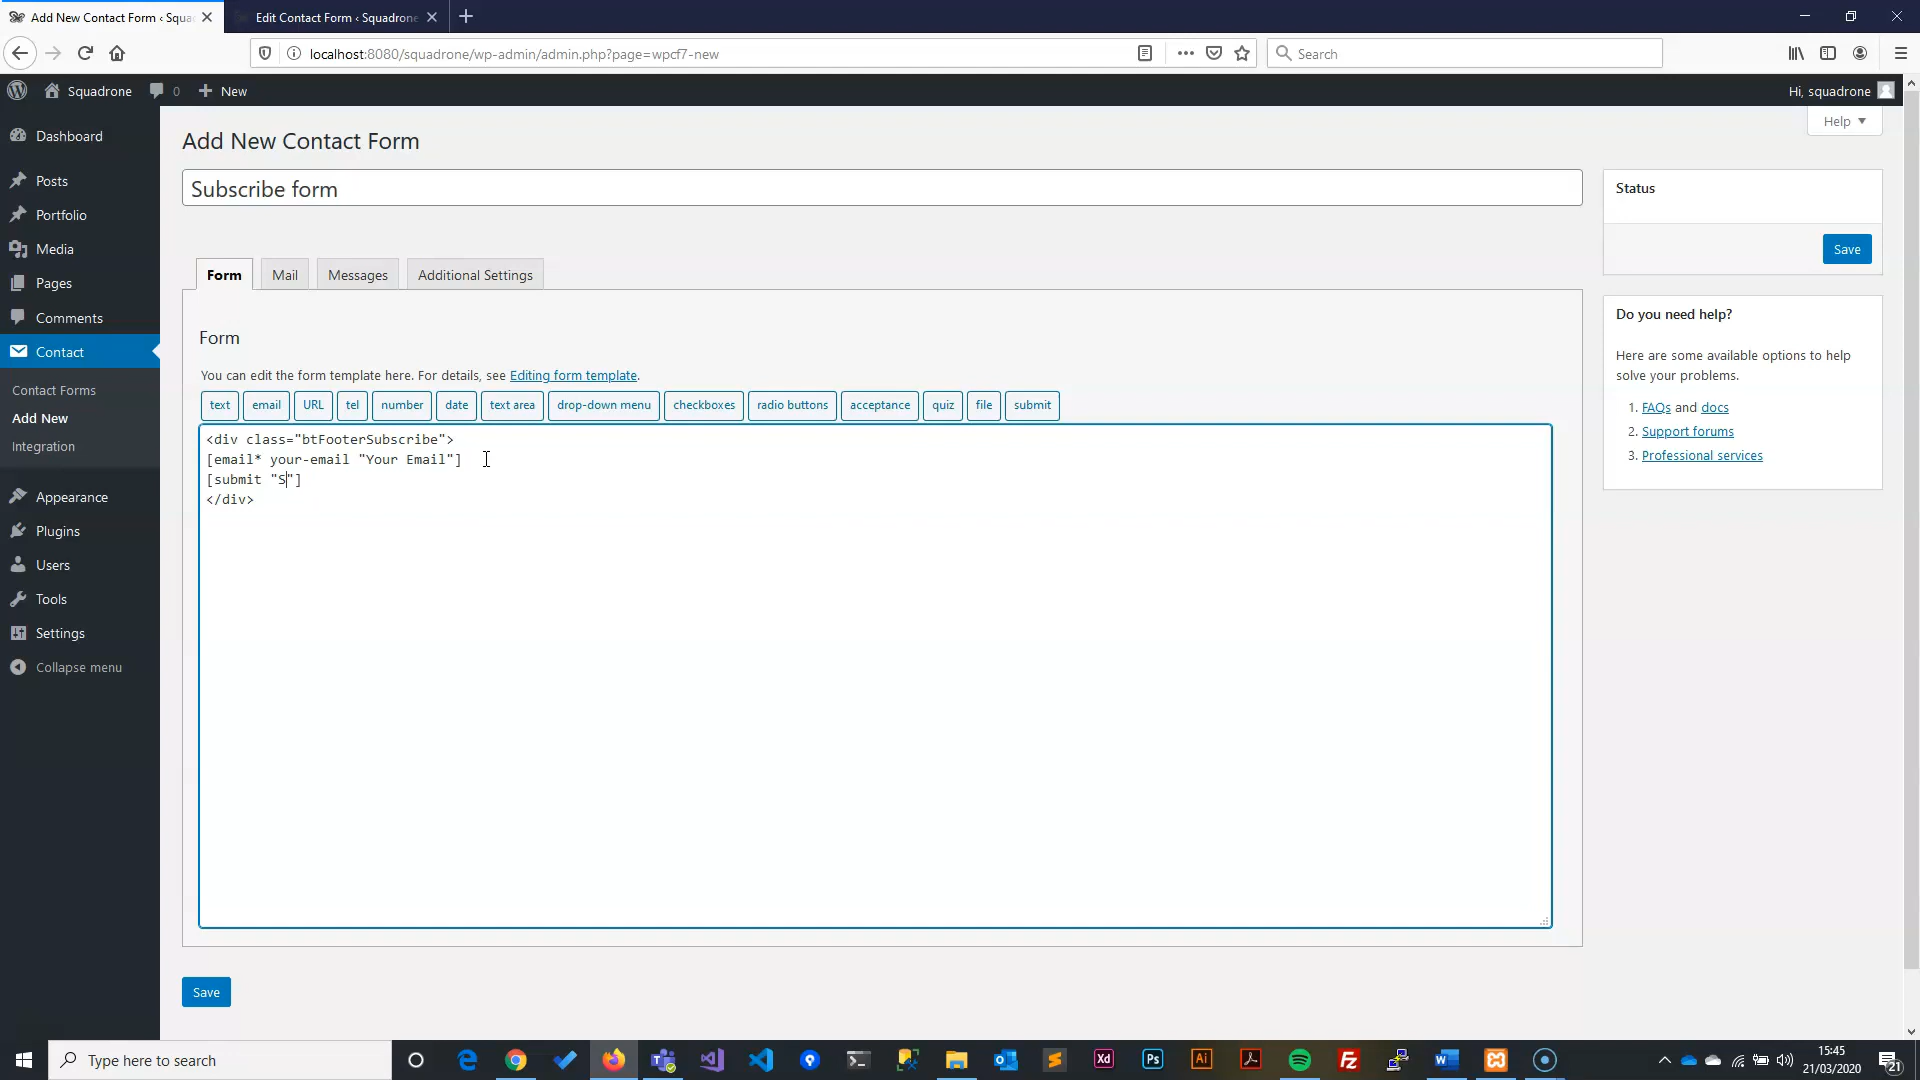 Add New Contact Form ‹ Squa
Edit Contact Form ‹ Squadrone
localhost:8080/squadrone/wp-admin/admin.php?page=wpcf7-new
Search
Squadrone
0
New
Hi, squadrone
Dashboard
Posts
Portfolio
Media
Pages
Comments
Contact
Contact Forms
Add New
Integration
Appearance
Plugins
Users
Tools
Settings
Collapse menu
Help
Add New Contact Form
Subscribe form
Form
Mail
Messages
Additional Settings
Form
You can edit the form template here. For details, see Editing form template.
text
email
URL
tel
number
date
text area
drop-down menu
checkboxes
radio buttons
acceptance
quiz
file
submit
<div class="btFooterSubscribe">
[email* your-email "Your Email"]
[submit "S"]
</div>
Save
Status
Save
Do you need help?
Here are some available options to help
solve your problems.
1. FAQs and docs
2. Support forums
3. Professional services
Type here to search
Xd
Ps
Ai
Fz
15:45
21/03/2020
21